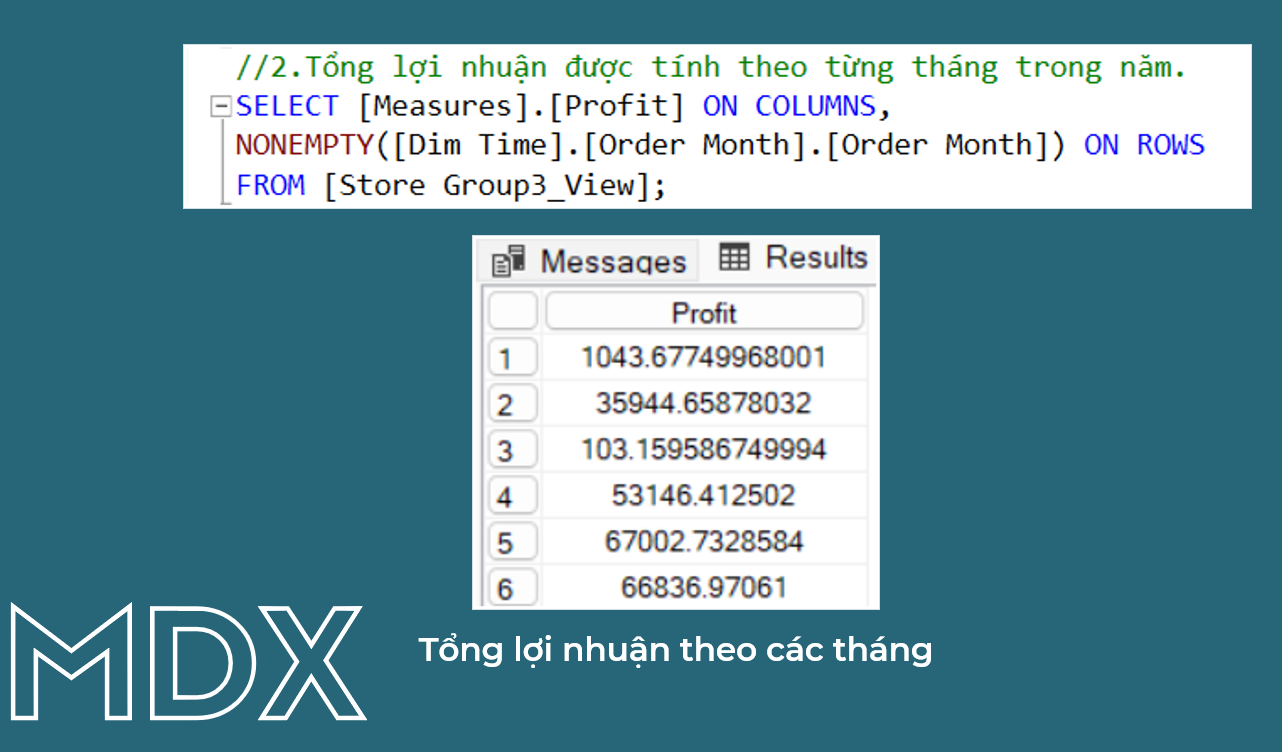 //2.Tổng lợi nhuận được tính theo từng tháng trong năm.
SELECT [Measures].[Profit] ON COLUMNS,
NONEMPTY([Dim Time].[Order Month].[Order Month]) ON ROWS
FROM [Store Group3_View];
Messages Results
Profit
1 1043.67749968001
2 35944.65878032
3 103.159586749994
4 53146.412502
5 67002.7328584
6 66836.97061
MDX
Tổng lợi nhuận theo các tháng